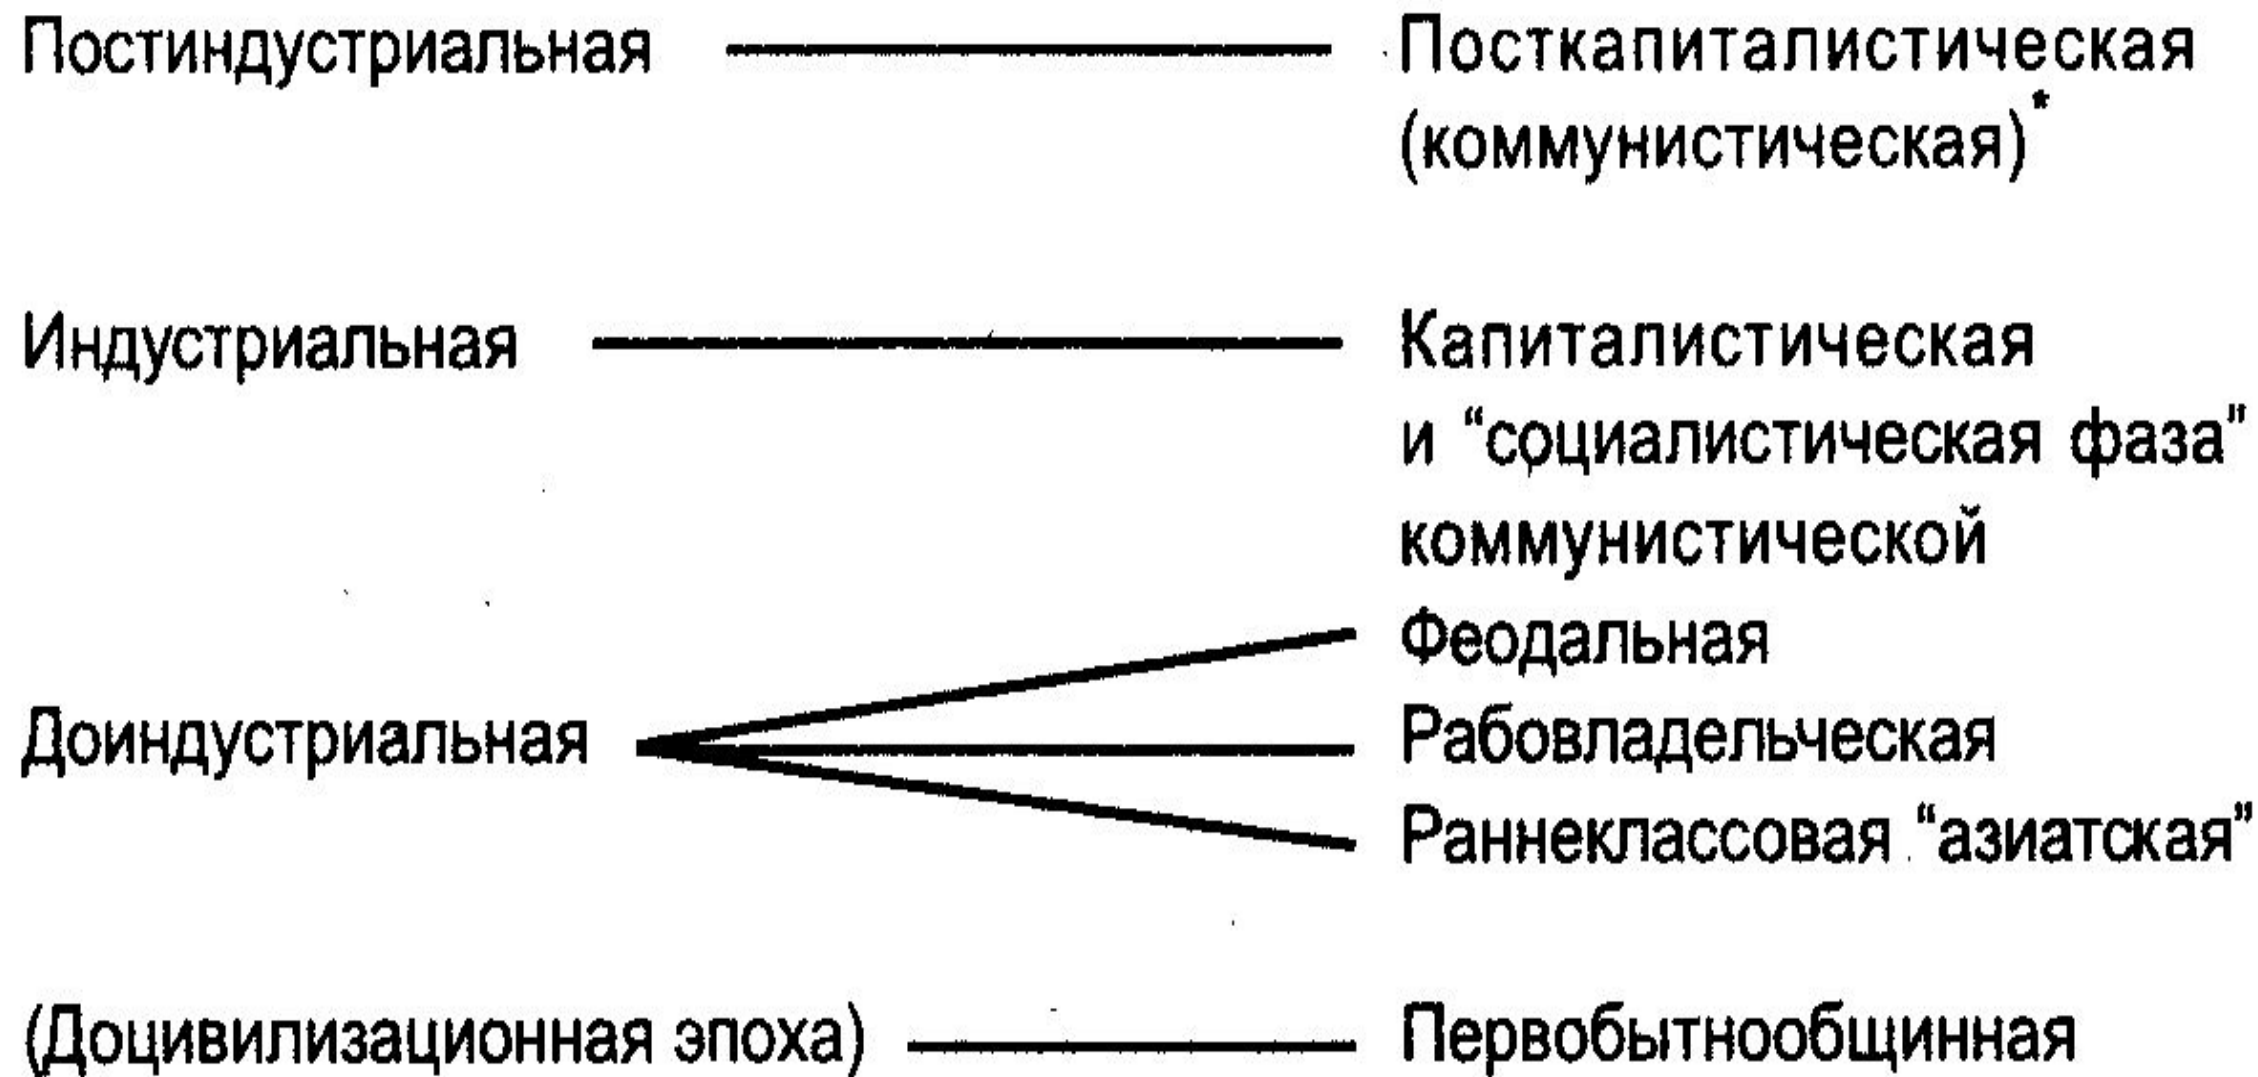 Постиндустриальная
Посткапиталистическая
(коммунистическая)*
Индустриальная
Капиталистическая
и “социалистическая фаза”
коммунистической
Доиндустриальная
Феодальная
Рабовладельческая
Раннеклассовая “азиатская”
(Доцивилизационная эпоха)
Первобытнообщинная